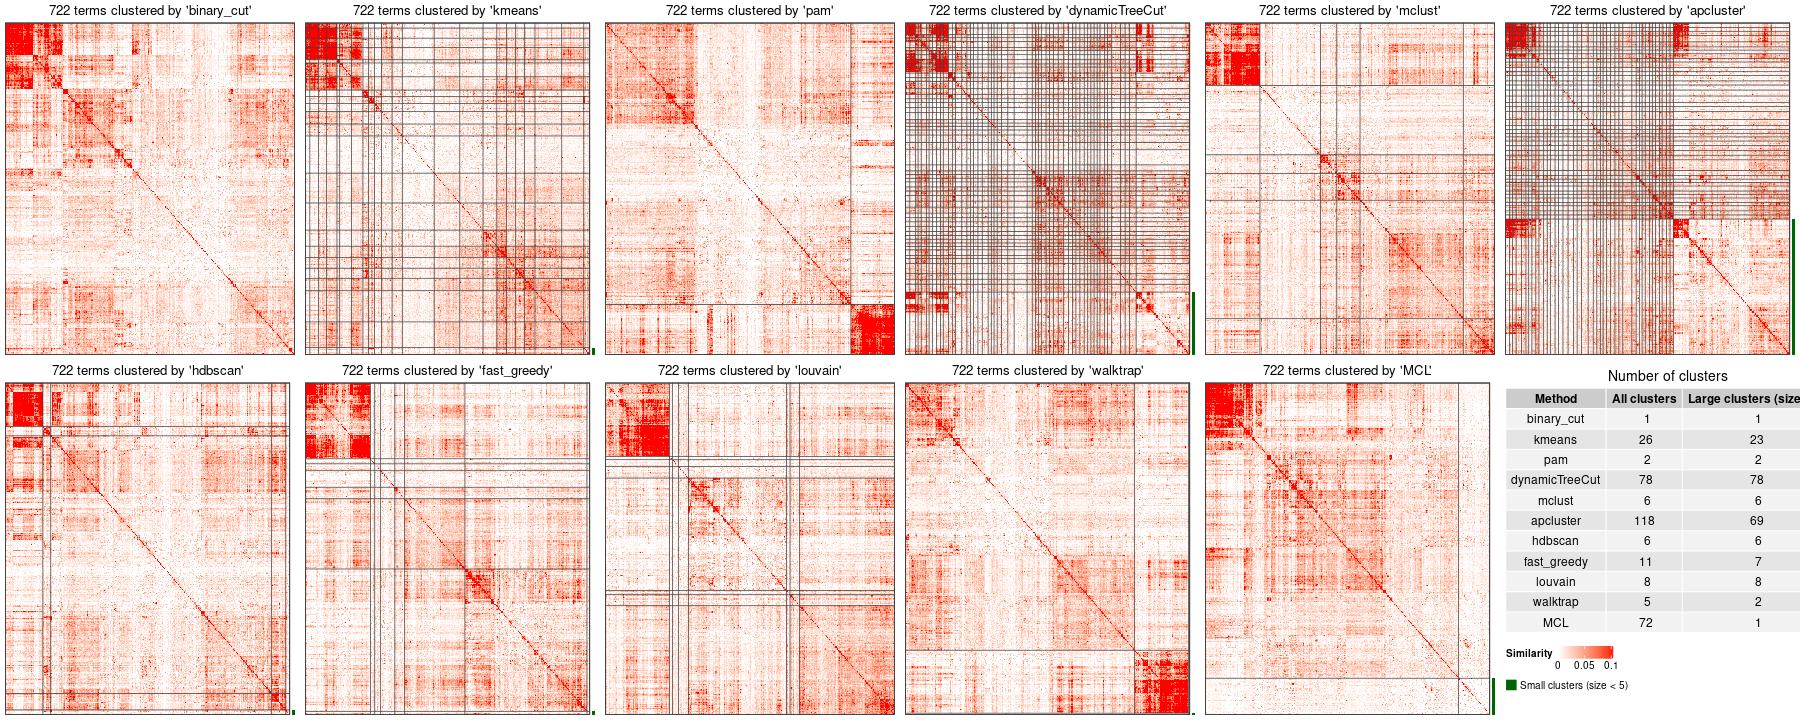 722 terms clustered by 'binary_cut'
722 terms clustered by 'kmeans'
722 terms clustered by 'pam'
722 terms clustered by 'dynamicTreeCut'
722 terms clustered by 'mclust'
722 terms clustered by 'apcluster'
722 terms clustered by 'hdbscan'
722 terms clustered by 'fast_greedy'
722 terms clustered by 'louvain'
722 terms clustered by 'walktrap'
722 terms clustered by 'MCL'
Number of clusters
Method All clusters Large clusters (size
binary_cut 1 1
kmeans 26 23
pam 2 2
dynamicTreeCut 78 78
mclust 6 6
apcluster 118 69
hdbscan 6 6
fast_greedy 11 7
louvain 8 8
walktrap 5 2
MCL 72 1
Similarity
0 0.05 0.1
Small clusters (size < 5)